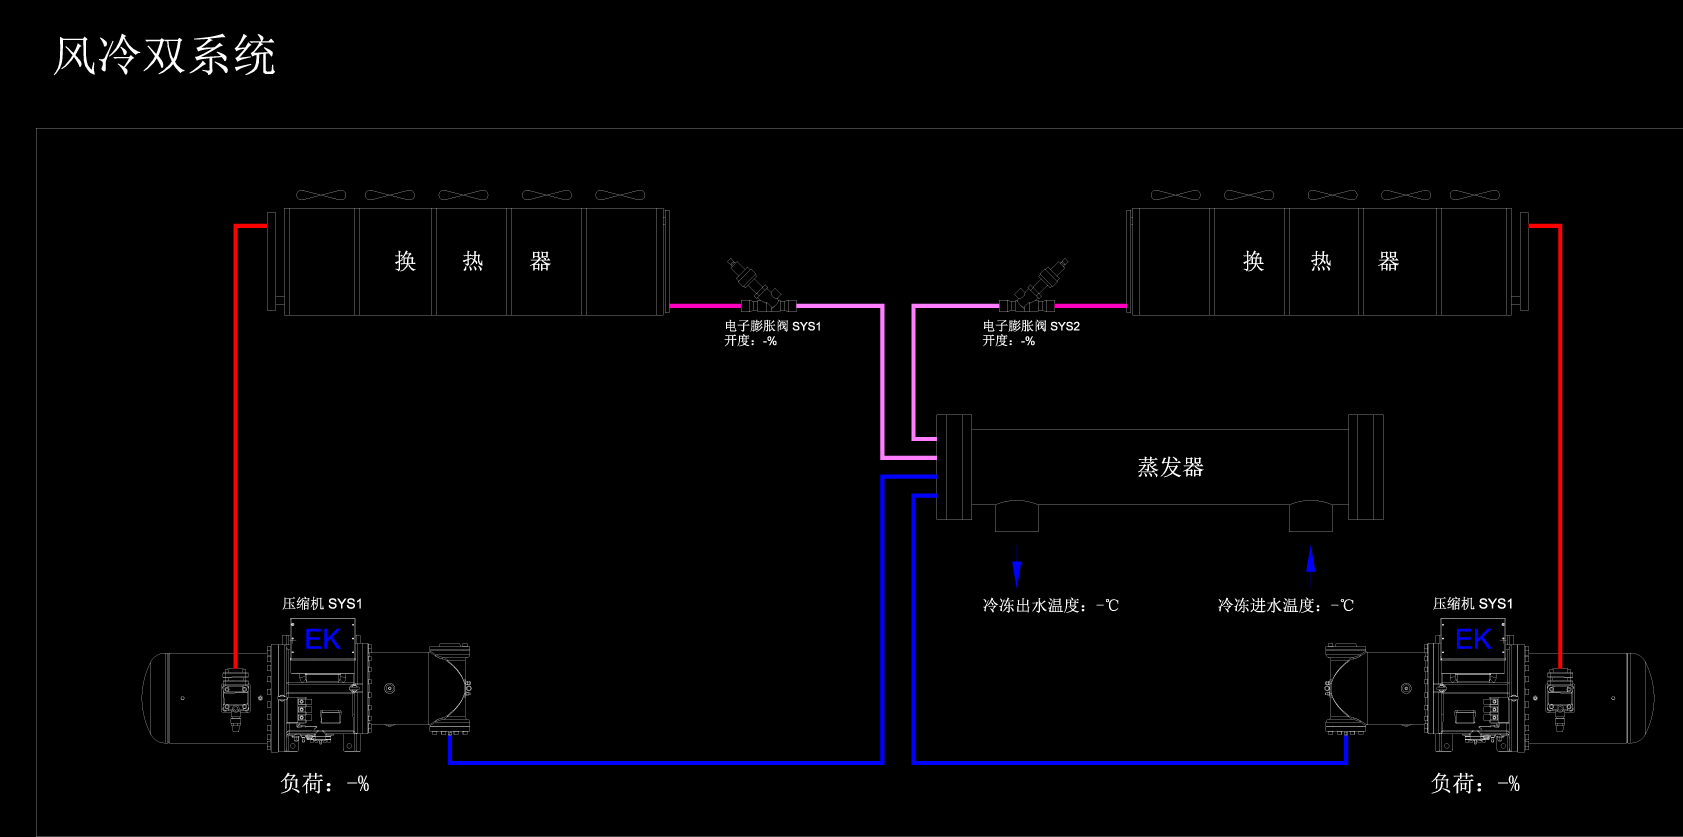 风冷双系统
换 热 器
换 热 器
电子膨胀阀 SYS1
开度：-%
电子膨胀阀 SYS2
开度：-%
蒸发器
冷冻出水温度：-℃
冷冻进水温度：-℃
压缩机 SYS1
EK
压缩机 SYS1
EK
负荷：-%
负荷：-%